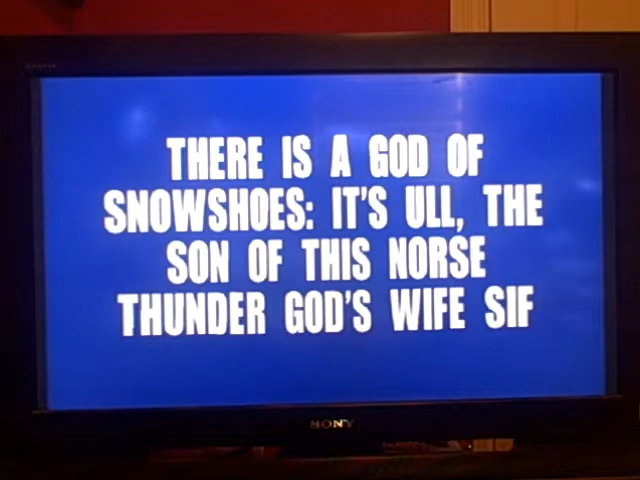 THERE IS A GOD OF
SNOWSHOES: IT'S ULL, THE
SON OF THIS NORSE
THUNDER GOD'S WIFE SIF
SONY